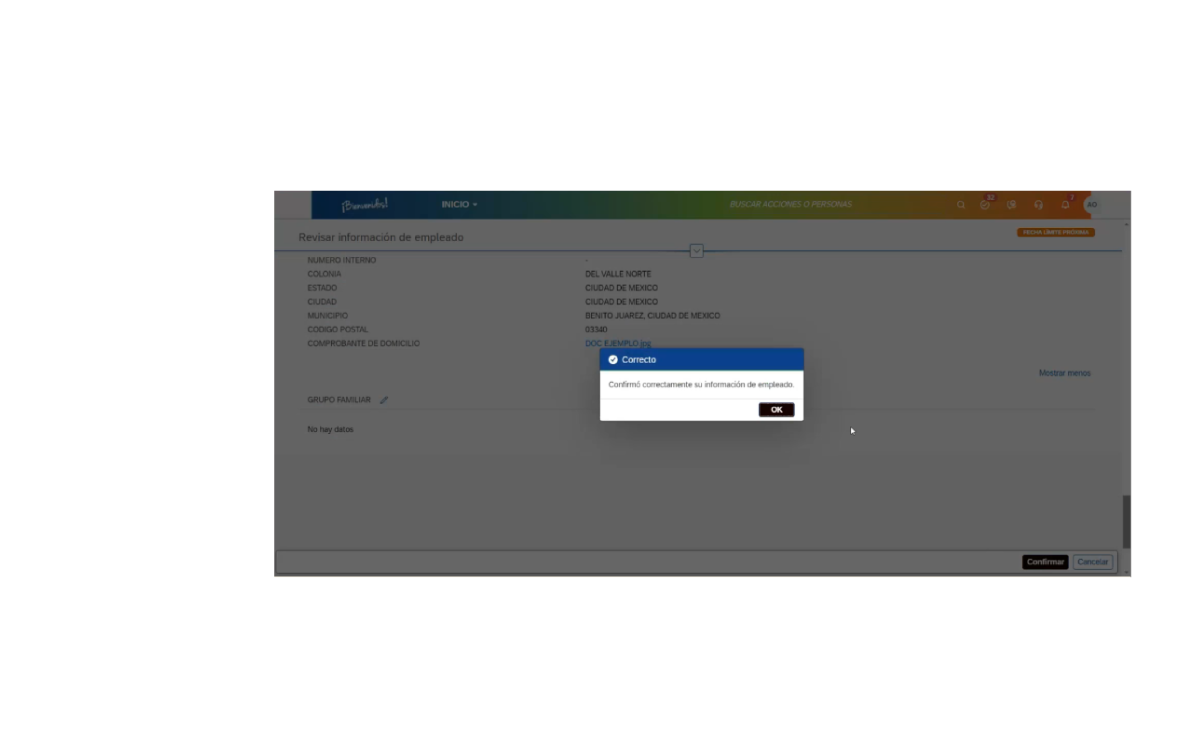 ¡Bienvenidos!
INICIO
BUSCAR ACCIONES O PERSONAS
32
7
AO
Revisar información de empleado
FECHA LÍMITE PRÓXIMA
NUMERO INTERNO -
COLONIA DEL VALLE NORTE
ESTADO CIUDAD DE MEXICO
CIUDAD CIUDAD DE MEXICO
MUNICIPIO BENITO JUAREZ, CIUDAD DE MEXICO
CODIGO POSTAL 03340
COMPROBANTE DE DOMICILIO DOC EJEMPLO.jpg
Correcto
Confirmó correctamente su información de empleado.
OK
Mostrar menos
GRUPO FAMILIAR
No hay datos
Confirmar
Cancelar